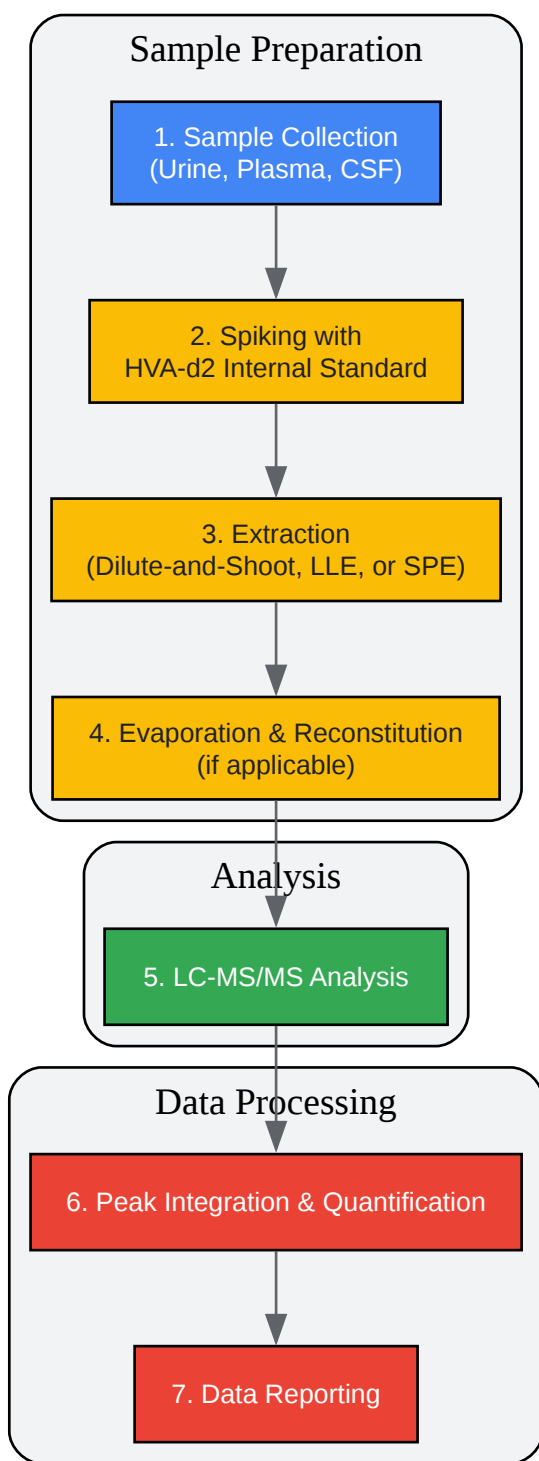 Sample Preparation
1. Sample Collection
(Urine, Plasma, CSF)
2. Spiking with
HVA-d2 Internal Standard
3. Extraction
(Dilute-and-Shoot, LLE, or SPE)
4. Evaporation & Reconstitution
(if applicable)
Analysis
5. LC-MS/MS Analysis
Data Processing
6. Peak Integration & Quantification
7. Data Reporting